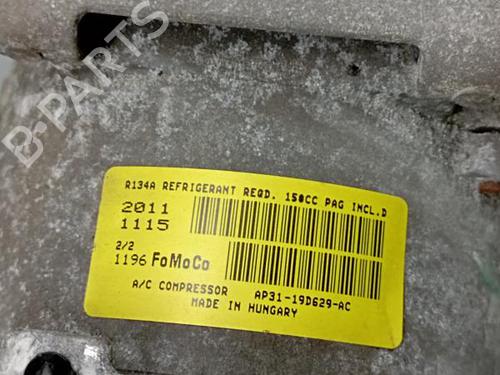 B-PARTS
R134A REFRIGERANT REQD. 150CC PAG INCL.D
2011
1115
2/2
1196 FoMoCo
A/C COMPRESSOR AP31-19D629-AC
MADE IN HUNGARY